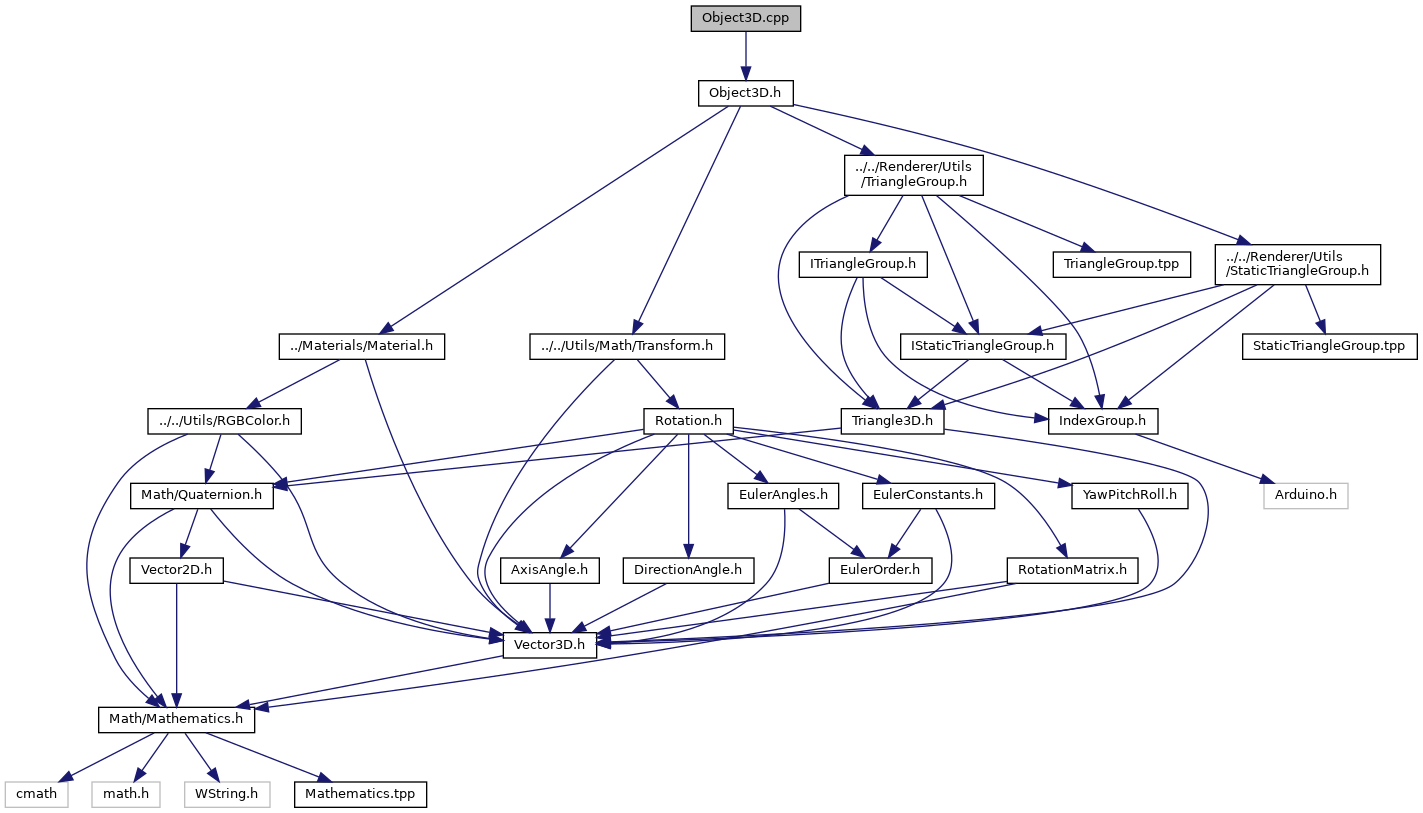 Object3D.cpp
Object3D.h
../../Renderer/Utils
/TriangleGroup.h
ITriangleGroup.h
TriangleGroup.tpp
../../Renderer/Utils
/StaticTriangleGroup.h
../Materials/Material.h
../../Utils/Math/Transform.h
IStaticTriangleGroup.h
StaticTriangleGroup.tpp
../../Utils/RGBColor.h
Rotation.h
Triangle3D.h
IndexGroup.h
Math/Quaternion.h
EulerAngles.h
EulerConstants.h
YawPitchRoll.h
Arduino.h
Vector2D.h
AxisAngle.h
DirectionAngle.h
EulerOrder.h
RotationMatrix.h
Vector3D.h
Math/Mathematics.h
cmath
math.h
WString.h
Mathematics.tpp